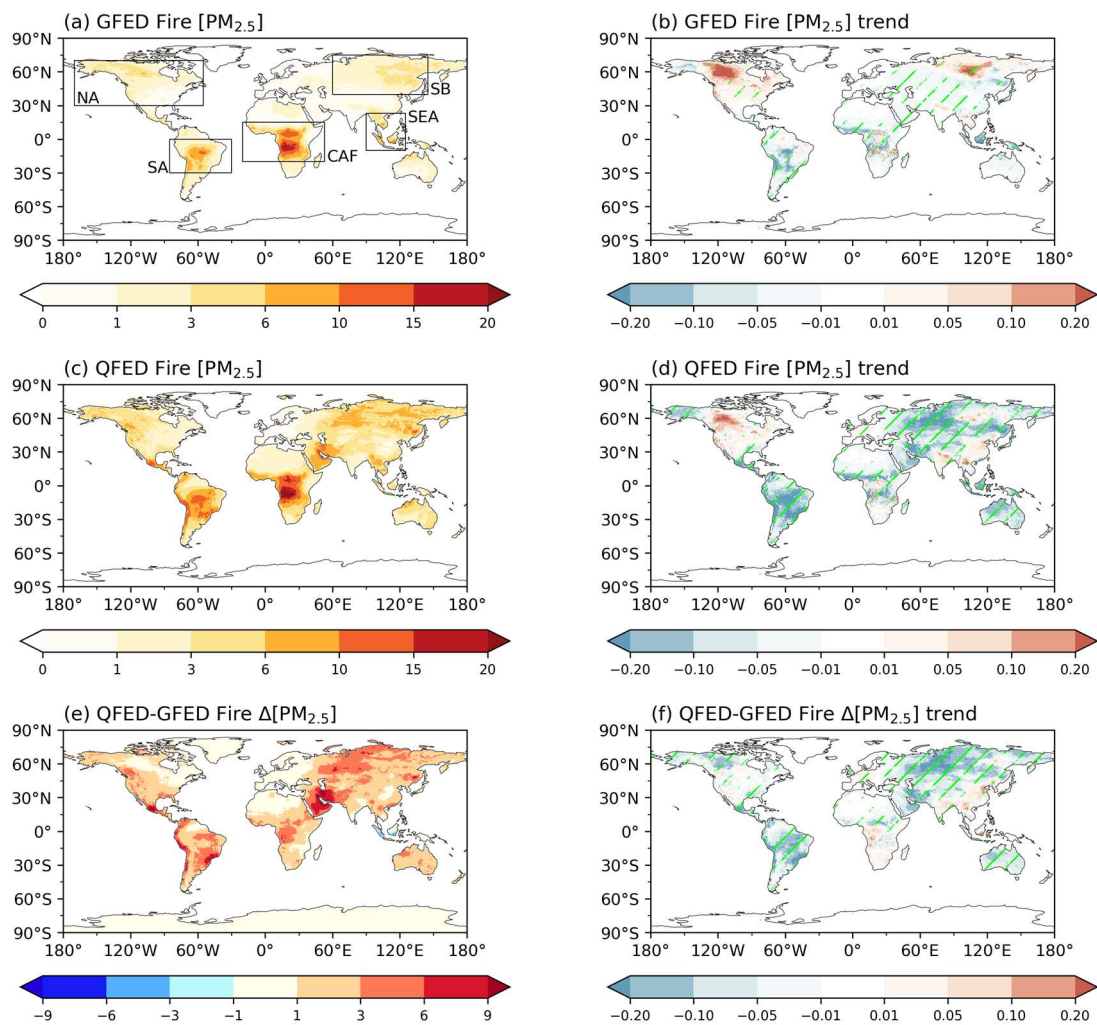 (a) GFED Fire [PM2.5]
90°N
60°N
30°N
0°
30°S
60°S
90°S
NA
SA
CAF
SEA
SB
180° 120°W 60°W 0° 60°E 120°E 180°
0 1 3 6 10 15 20
(b) GFED Fire [PM2.5] trend
90°N
60°N
30°N
0°
30°S
60°S
90°S
180° 120°W 60°W 0° 60°E 120°E 180°
−0.20 −0.10 −0.05 −0.01 0.01 0.05 0.10 0.20
(c) QFED Fire [PM2.5]
90°N
60°N
30°N
0°
30°S
60°S
90°S
180° 120°W 60°W 0° 60°E 120°E 180°
0 1 3 6 10 15 20
(d) QFED Fire [PM2.5] trend
90°N
60°N
30°N
0°
30°S
60°S
90°S
180° 120°W 60°W 0° 60°E 120°E 180°
−0.20 −0.10 −0.05 −0.01 0.01 0.05 0.10 0.20
(e) QFED-GFED Fire Δ[PM2.5]
90°N
60°N
30°N
0°
30°S
60°S
90°S
180° 120°W 60°W 0° 60°E 120°E 180°
−9 −6 −3 −1 1 3 6 9
(f) QFED-GFED Fire Δ[PM2.5] trend
90°N
60°N
30°N
0°
30°S
60°S
90°S
180° 120°W 60°W 0° 60°E 120°E 180°
−0.20 −0.10 −0.05 −0.01 0.01 0.05 0.10 0.20